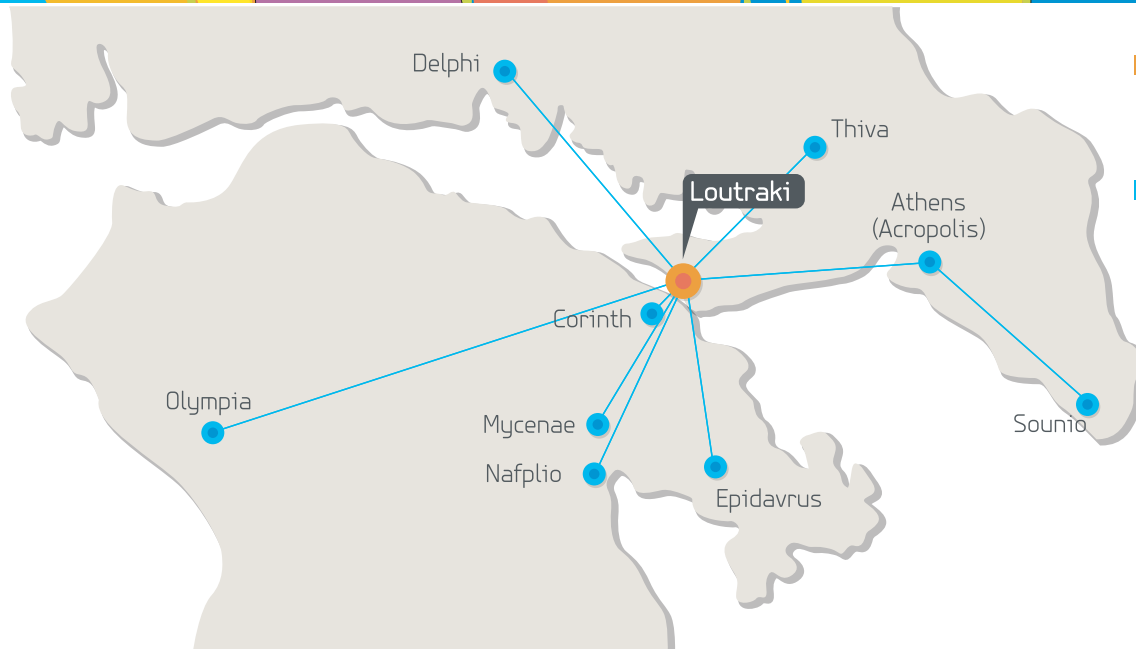 Delphi
Thiva
Loutraki
Athens
(Acropolis)
Corinth
Olympia
Mycenae
Sounio
Nafplio
Epidavrus